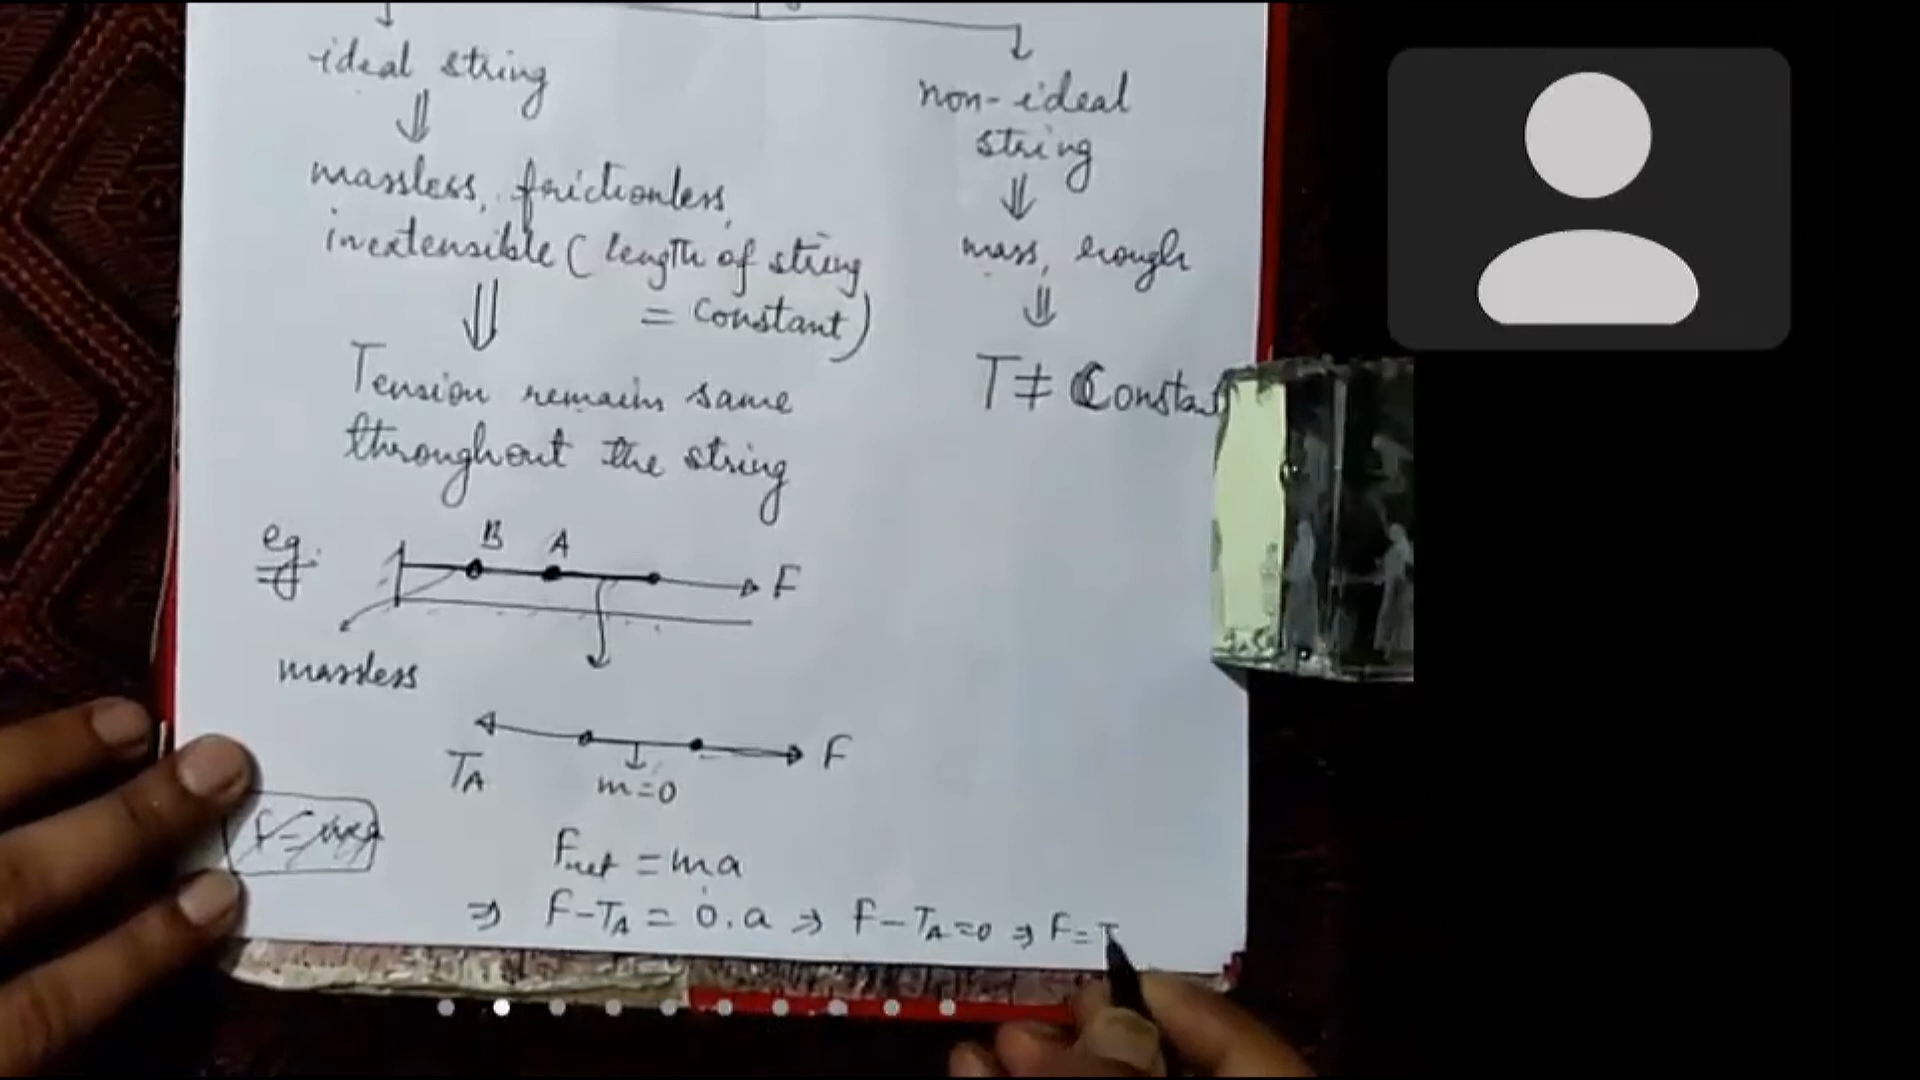 ideal string
⇓
massless, frictionless,
inextensible (length of string
= constant)
⇓
Tension remains same
throughout the string
non-ideal
string
⇓
mass, rough
⇓
T ≠ Constant
eg.
B A
F
massless
T_A
m=0
F
F_net = ma
⇒ F-T_A = 0.a ⇒ F-T_A=0 ⇒ F=T